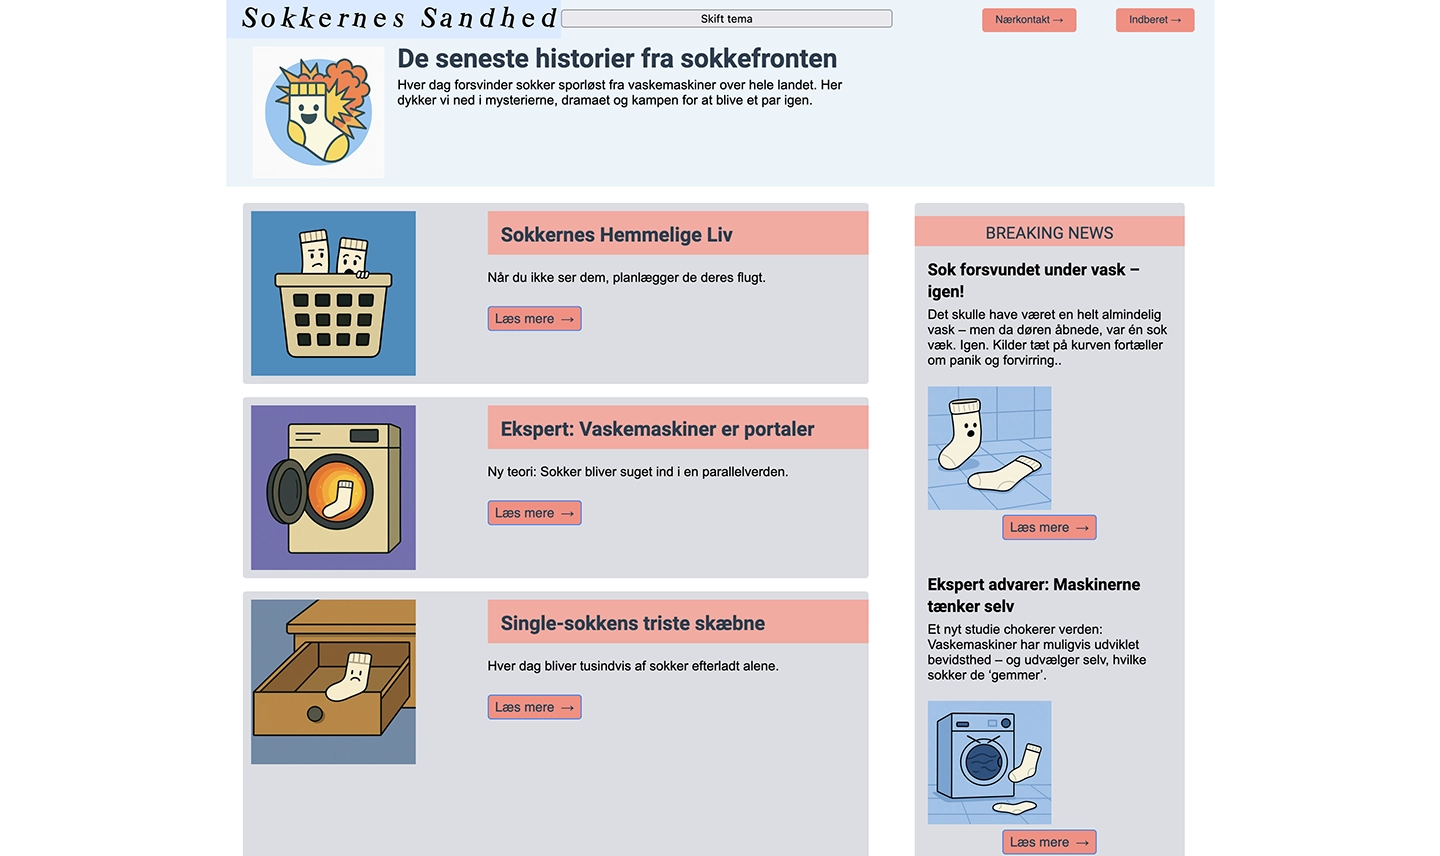 Sokkernes Sandhed
Skift tema
Nærkontakt →
Indberet →
De seneste historier fra sokkefronten
Hver dag forsvinder sokker sporløst fra vaskemaskiner over hele landet. Her
dykker vi ned i mysterierne, dramaet og kampen for at blive et par igen.
Sokkernes Hemmelige Liv
Når du ikke ser dem, planlægger de deres flugt.
Læs mere →
Ekspert: Vaskemaskiner er portaler
Ny teori: Sokker bliver suget ind i en parallelverden.
Læs mere →
Single-sokkens triste skæbne
Hver dag bliver tusindvis af sokker efterladt alene.
Læs mere →
BREAKING NEWS
Sok forsvundet under vask –
igen!
Det skulle have været en helt almindelig
vask – men da døren åbnede, var én sok
væk. Igen. Kilder tæt på kurven fortæller
om panik og forvirring..
Læs mere →
Ekspert advarer: Maskinerne
tænker selv
Et nyt studie chokerer verden:
Vaskemaskiner har muligvis udviklet
bevidsthed – og udvælger selv, hvilke
sokker de ‘gemmer’.
Læs mere →